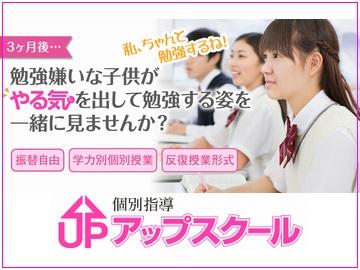 3ヶ月後…
私、ちゃんと
勉強するね!
勉強嫌いな子供が
やる気を出して勉強する姿を
一緒に見ませんか?
振替自由 学力別個別授業 反復授業形式
個別指導
UP アップスクール